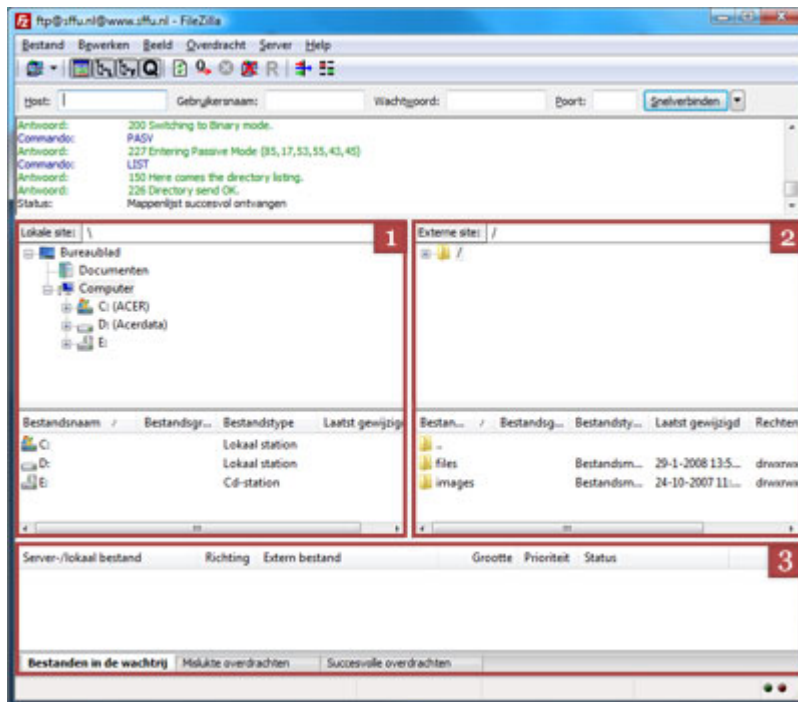 ftp@sffu.nl@www.sffu.nl - FileZilla
Bestand Bewerken Beeld Overdracht Server Help
Host: Gebruikersnaam: Wachtwoord: Poort: Snelverbinden
Antwoord: 200 Switching to Binary mode.
Commando: PASV
Antwoord: 227 Entering Passive Mode (85,17,53,55,43,45)
Commando: LIST
Antwoord: 150 Here comes the directory listing.
Antwoord: 226 Directory send OK.
Status: Mappenlijst succesvol ontvangen
Lokale site: \
1
Bureaublad
Documenten
Computer
C: (ACER)
D: (Acerdata)
E:
Bestandsnaam / Bestandsgr... Bestandstype Laatst gewijzig
C: Lokaal station
D: Lokaal station
E: Cd-station
Externe site: /
2
/
Bestan... / Bestandsg... Bestandsty... Laatst gewijzigd Rechten
..
files Bestandsm... 29-1-2008 13:5... drwxrwx
images Bestandsm... 24-10-2007 11:... drwxrwx
Server-/lokaal bestand Richting Extern bestand Grootte Prioriteit Status
3
Bestanden in de wachtrij Mislukte overdrachten Succesvolle overdrachten